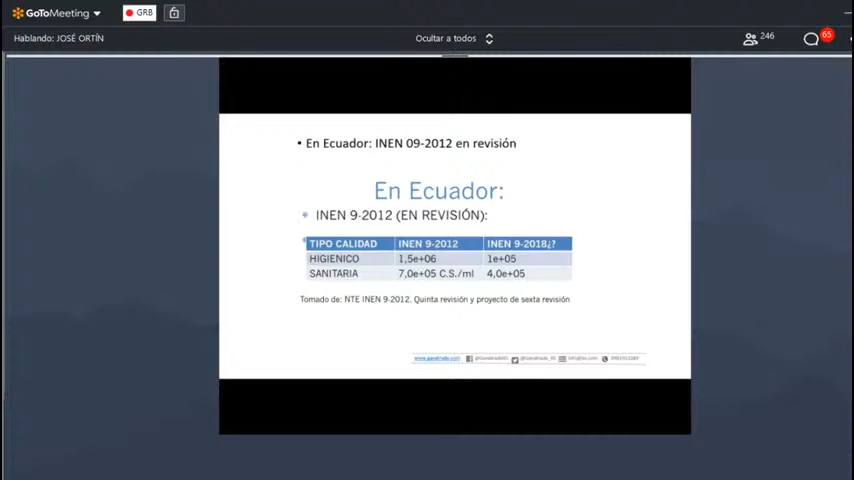 GoToMeeting
GRB
Hablando: JOSÉ ORTÍN
Ocultar a todos
246
65
• En Ecuador: INEN 09-2012 en revisión
En Ecuador:
INEN 9-2012 (EN REVISIÓN):
TIPO CALIDAD INEN 9-2012 INEN 9-2018¿?
HIGIENICO 1,5e+06 1e+05
SANITARIA 7,0e+05 C.S./ml 4,0e+05
Tomado de: NTE INEN 9-2012. Quinta revisión y proyecto de sexta revisión